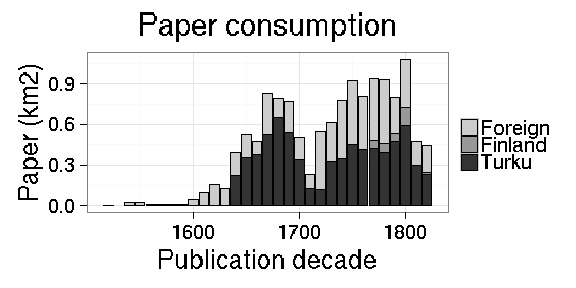 Paper consumption
Paper (km2)
0.9
0.6
0.3
0.0
1600 1700 1800
Publication decade
Foreign
Finland
Turku